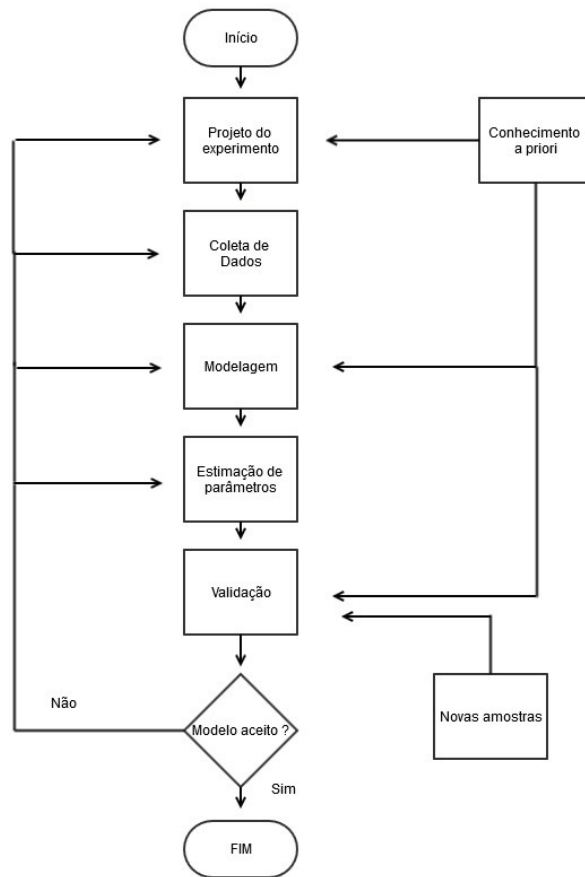 Início
Projeto do
experimento
Conhecimento
a priori
Coleta de
Dados
Modelagem
Estimação de
parâmetros
Validação
Não
Modelo aceito ?
Novas amostras
Sim
FIM